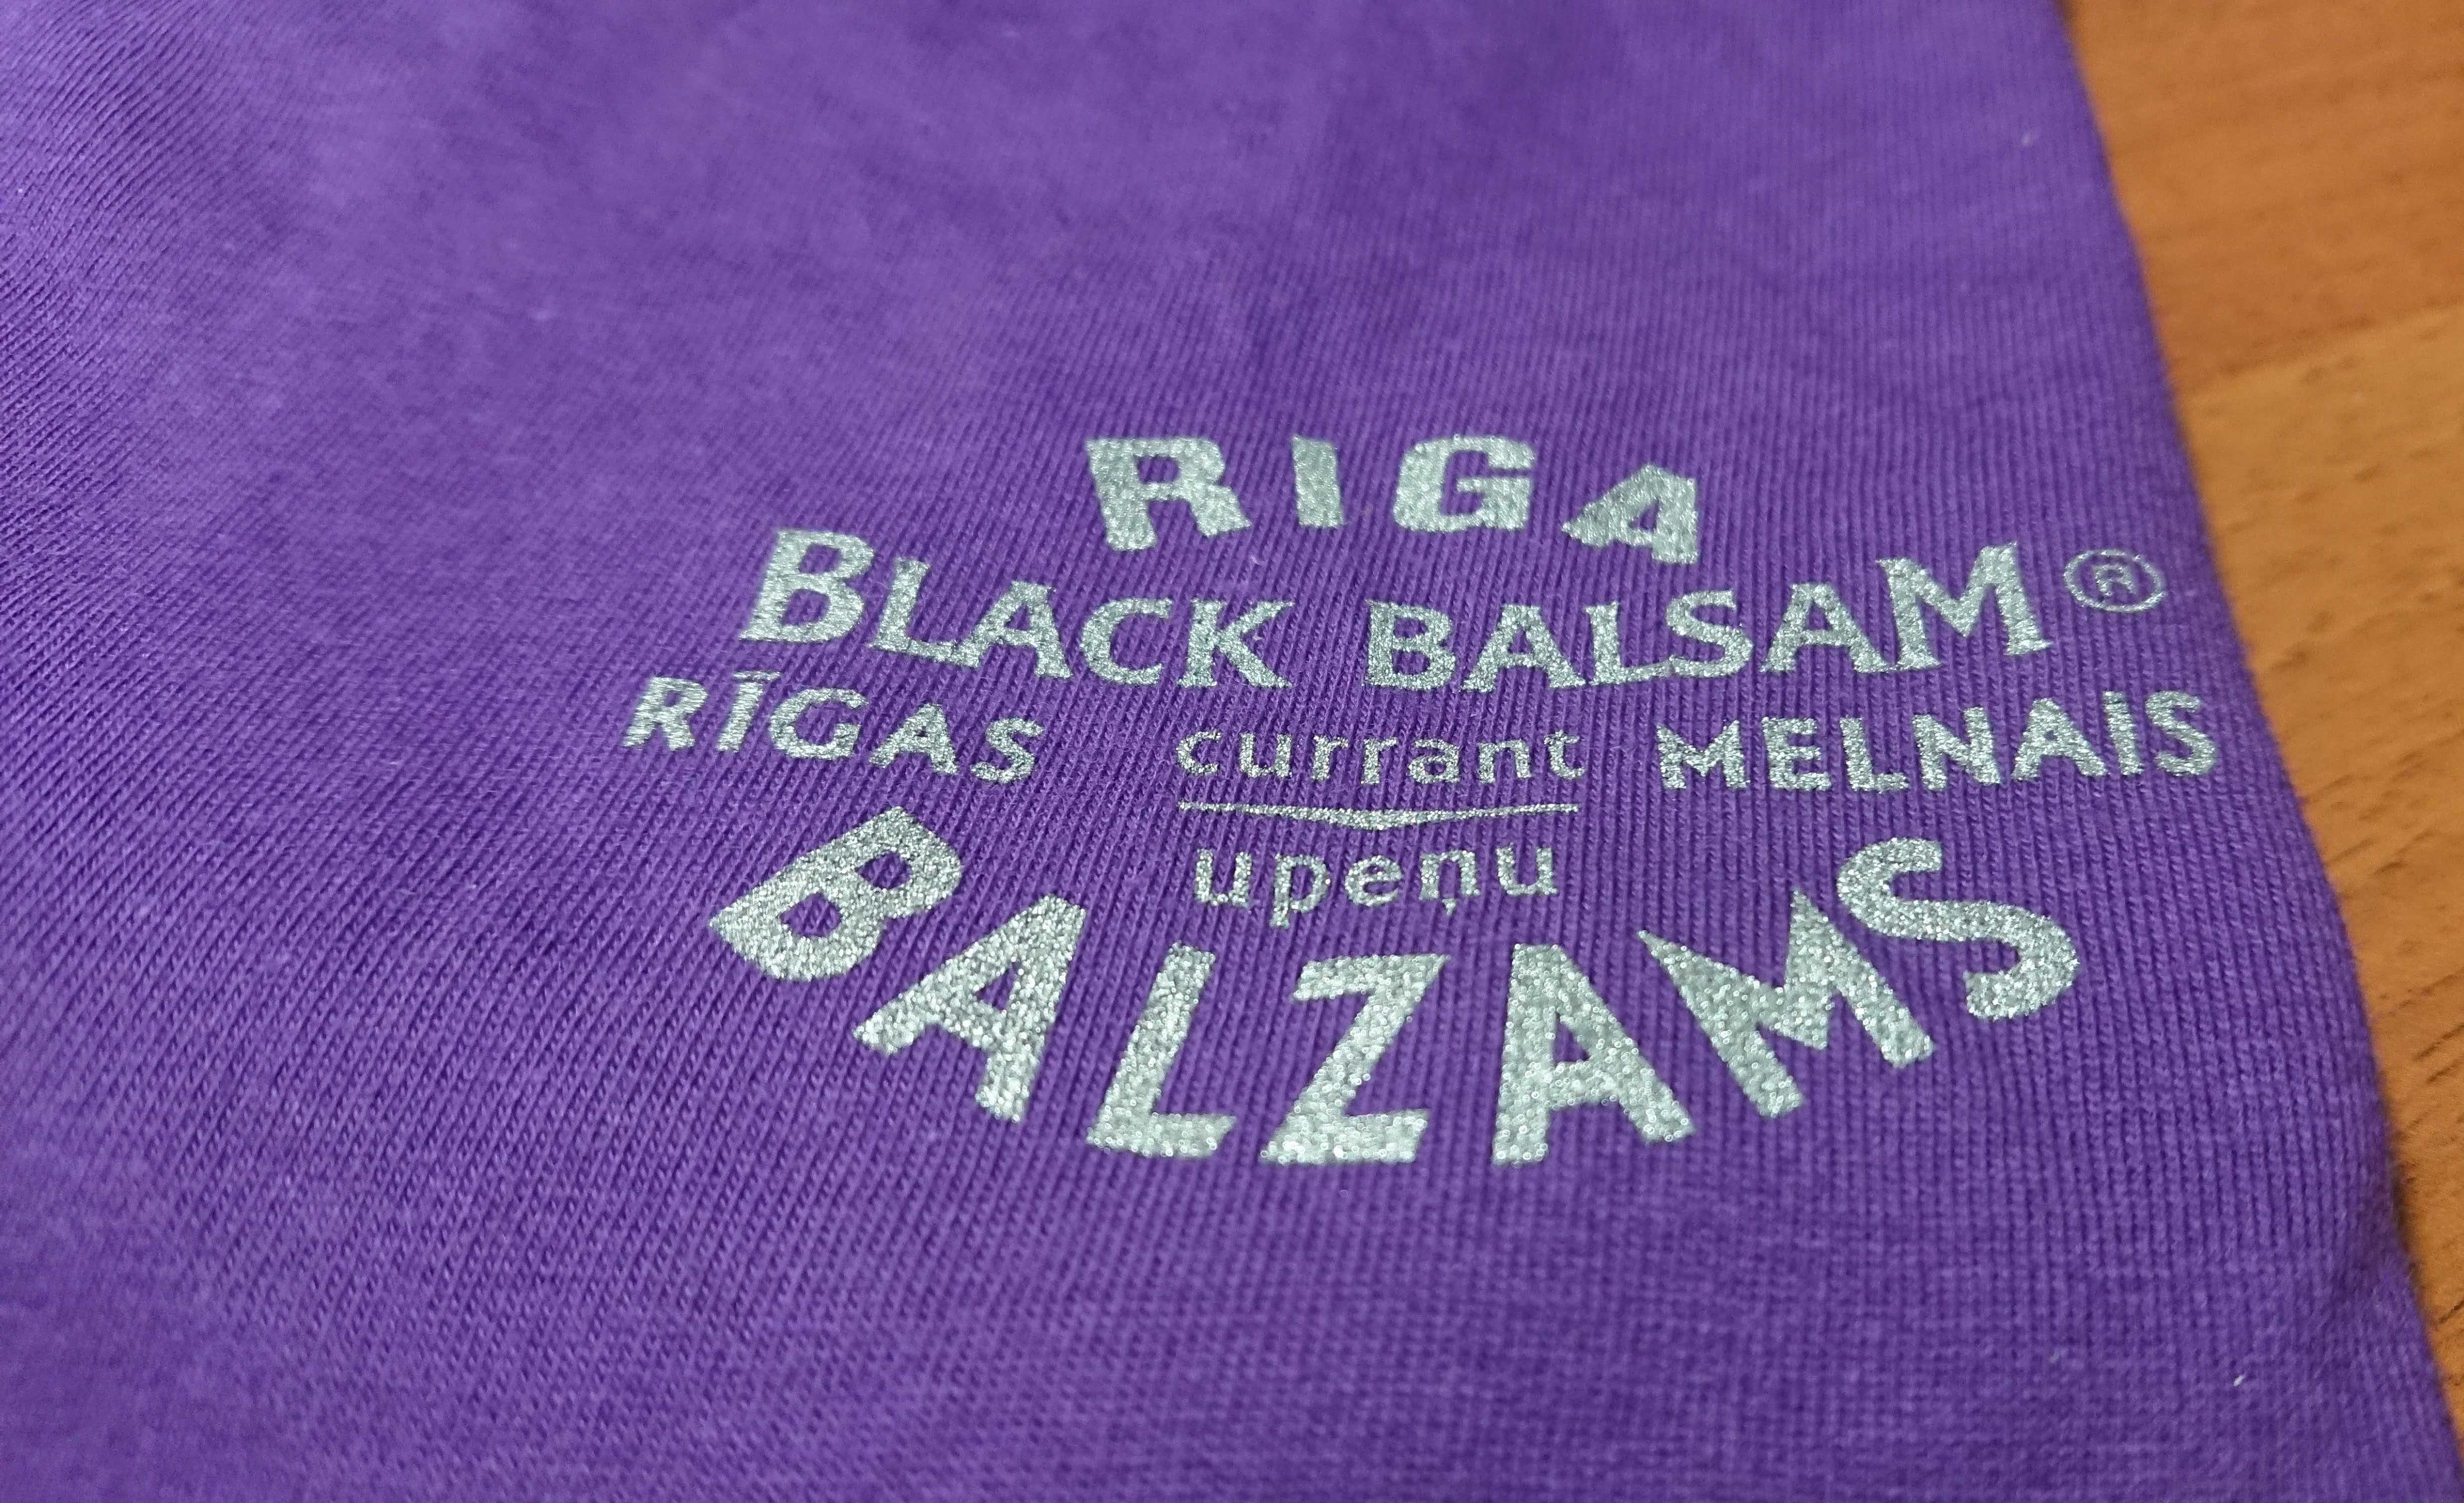 RIGA
BLACK BALSAM®
RĪGAS currant MELNAIS
upeņu
BALZAMS